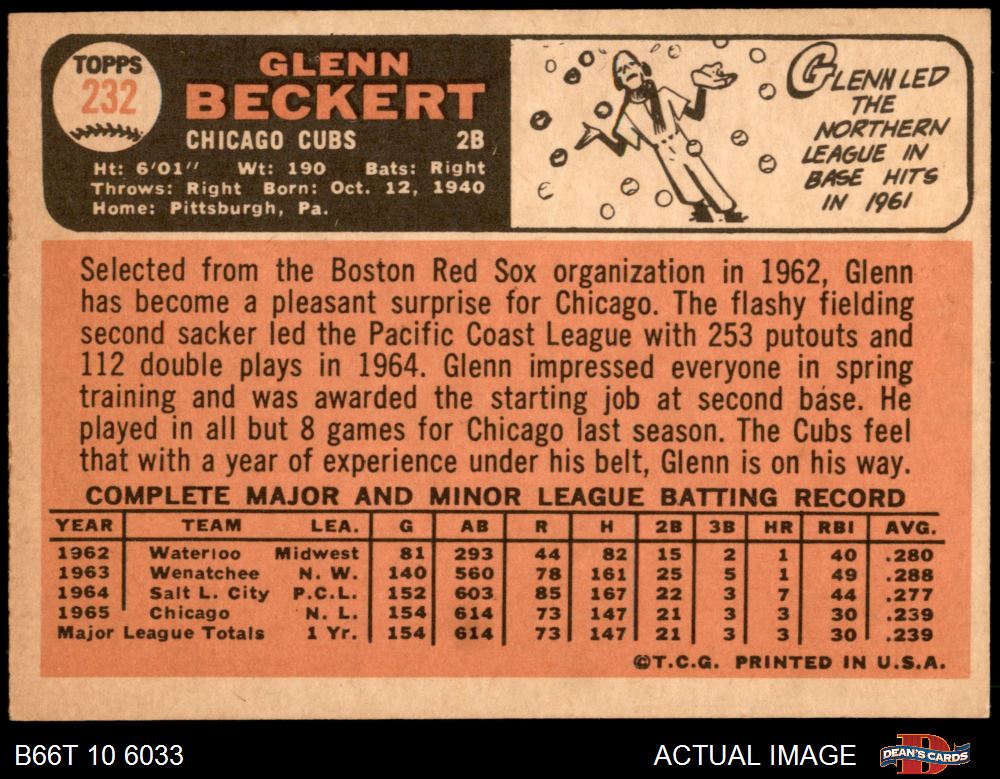 TOPPS
232
GLENN
BECKERT
CHICAGO CUBS 2B
Ht: 6'01" Wt: 190 Bats: Right
Throws: Right Born: Oct. 12, 1940
Home: Pittsburgh, Pa.
GLENN LED
THE
NORTHERN
LEAGUE IN
BASE HITS
IN 1961
Selected from the Boston Red Sox organization in 1962, Glenn
has become a pleasant surprise for Chicago. The flashy fielding
second sacker led the Pacific Coast League with 253 putouts and
112 double plays in 1964. Glenn impressed everyone in spring
training and was awarded the starting job at second base. He
played in all but 8 games for Chicago last season. The Cubs feel
that with a year of experience under his belt, Glenn is on his way.
COMPLETE MAJOR AND MINOR LEAGUE BATTING RECORD
YEAR TEAM LEA. G AB R H 2B 3B HR RBI AVG.
1962 Waterloo Midwest 81 293 44 82 15 2 1 40 .280
1963 Wenatchee N. W. 140 560 78 161 25 5 1 49 .288
1964 Salt L. City P.C.L. 152 603 85 167 22 3 7 44 .277
1965 Chicago N. L. 154 614 73 147 21 3 3 30 .239
Major League Totals 1 Yr. 154 614 73 147 21 3 3 30 .239
©T.C.G. PRINTED IN U.S.A.
B66T 10 6033 ACTUAL IMAGE DEAN'S CARDS